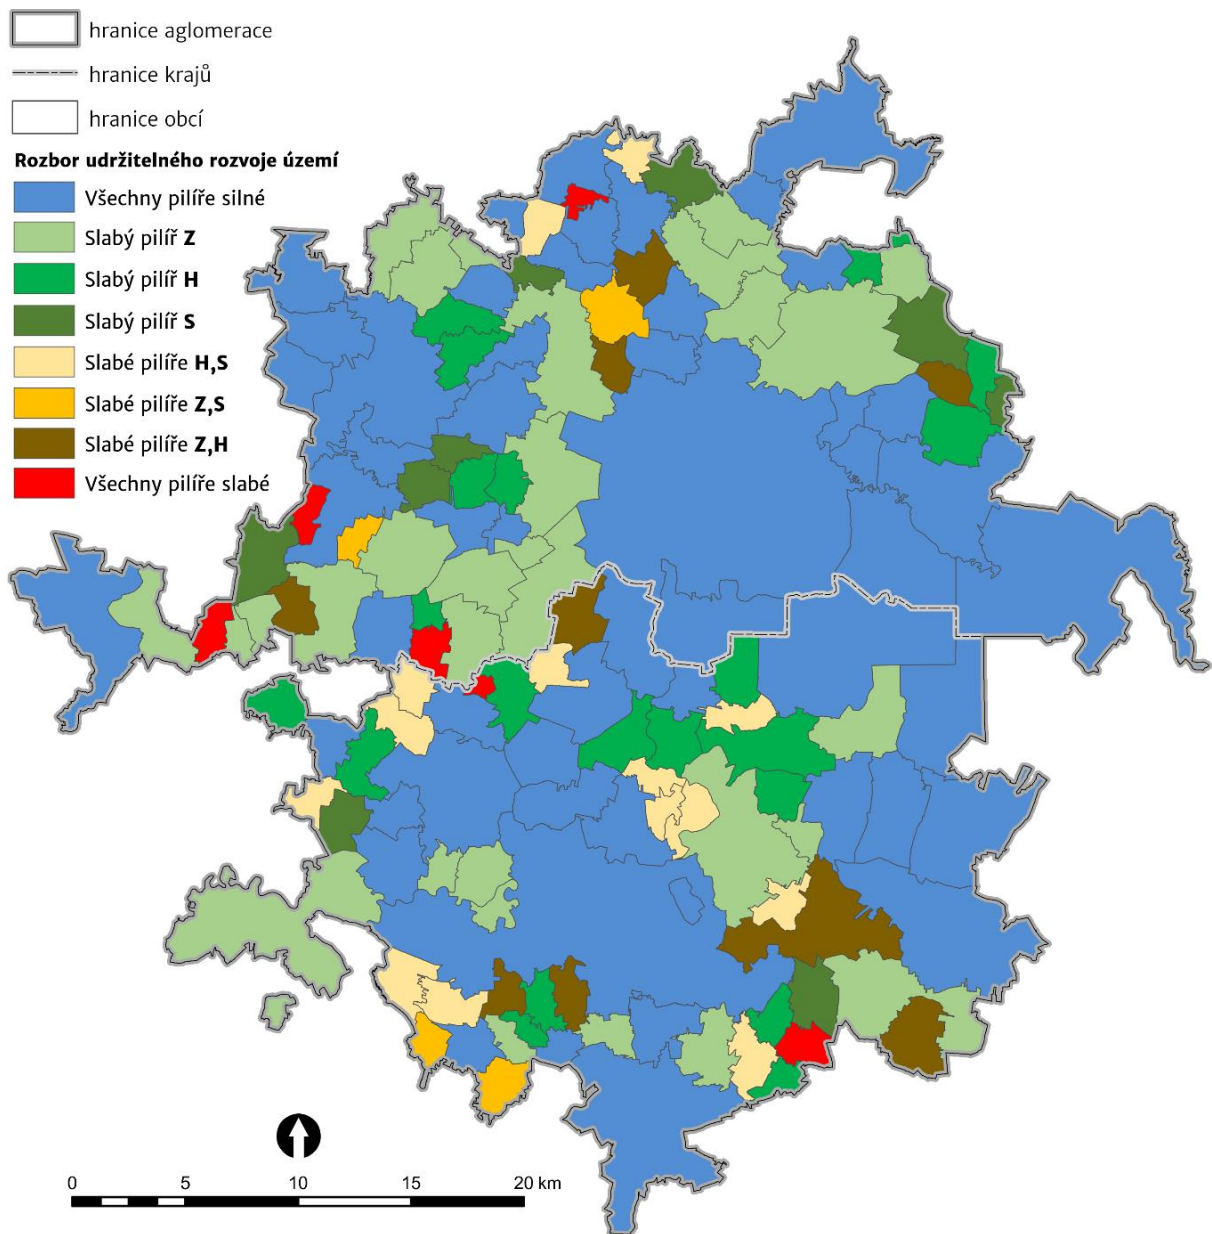 hranice aglomerace
hranice krajů
hranice obcí
Rozbor udržitelného rozvoje území
Všechny pilíře silné
Slabý pilíř Z
Slabý pilíř H
Slabý pilíř S
Slabé pilíře H,S
Slabé pilíře Z,S
Slabé pilíře Z,H
Všechny pilíře slabé
0 5 10 15 20 km